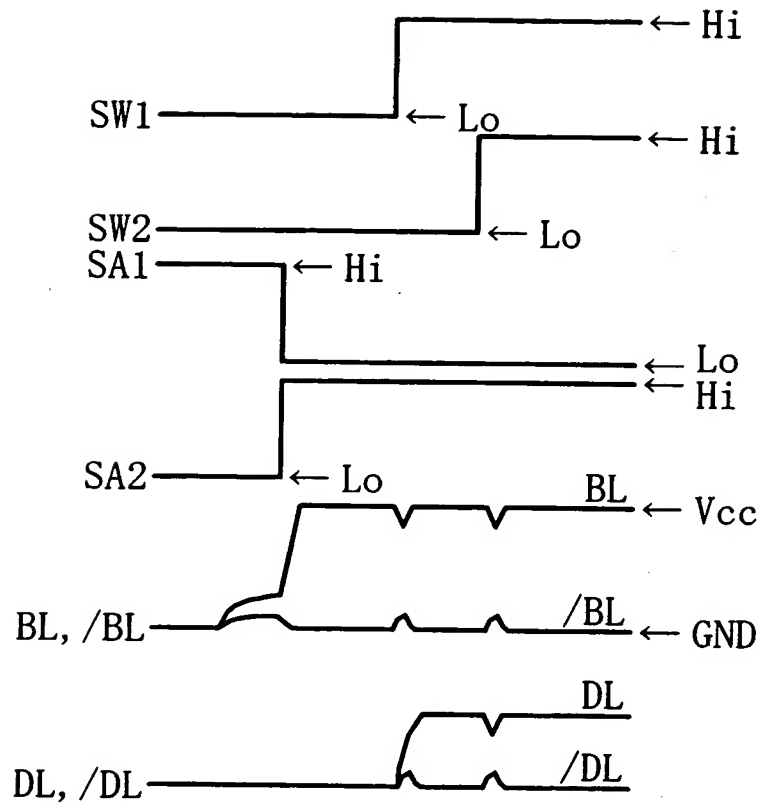 ← Hi
SW1
← Lo
← Hi
SW2
← Lo
SA1
← Hi
← Lo
← Hi
SA2
← Lo
BL
← Vcc
BL, /BL
/BL
← GND
DL
DL, /DL
/DL